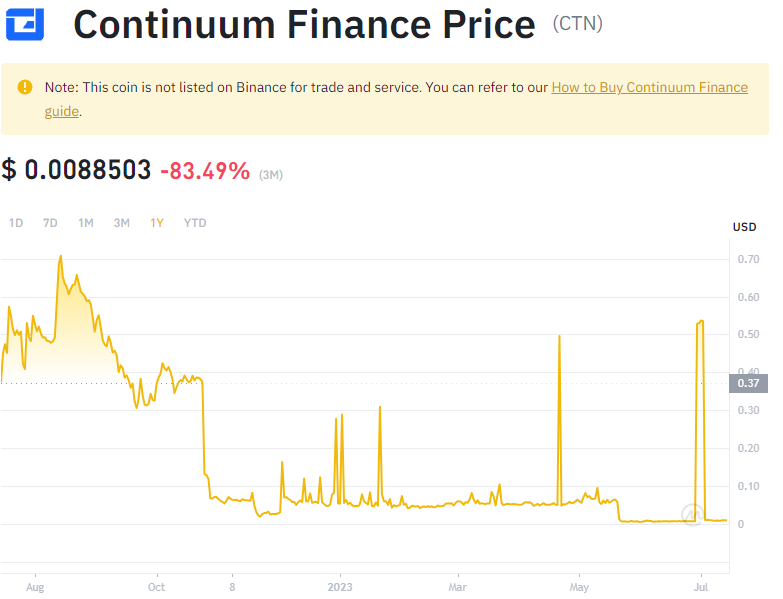 Continuum Finance Price (CTN)
Note: This coin is not listed on Binance for trade and service. You can refer to our How to Buy Continuum Finance
guide.
$ 0.0088503 -83.49% (3M)
1D 7D 1M 3M 1Y YTD
USD
0.70
0.60
0.50
0.40
0.37
0.30
0.20
0.10
0
Aug Oct 8 2023 Mar May Jul